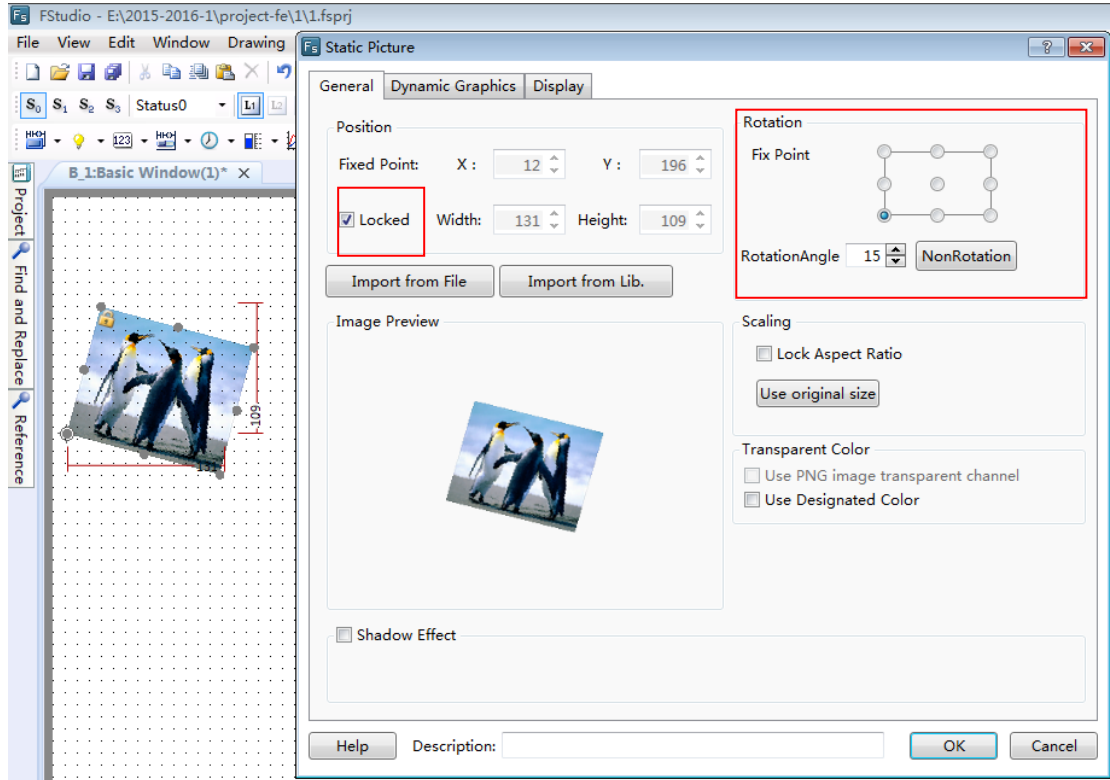 FStudio - E:\2015-2016-1\project-fe\1\1.fsprj
File View Edit Window Drawing
S0 S1 S2 S3 Status0 L1 L2
123
B_1:Basic Window(1)*
Project
Find and Replace
Reference
109
131
Static Picture
General Dynamic Graphics Display
Position
Fixed Point: X : 12 Y : 196
Locked Width: 131 Height: 109
Import from File Import from Lib.
Image Preview
Rotation
Fix Point
RotationAngle 15 NonRotation
Scaling
Lock Aspect Ratio
Use original size
Transparent Color
Use PNG image transparent channel
Use Designated Color
Shadow Effect
Help Description: OK Cancel